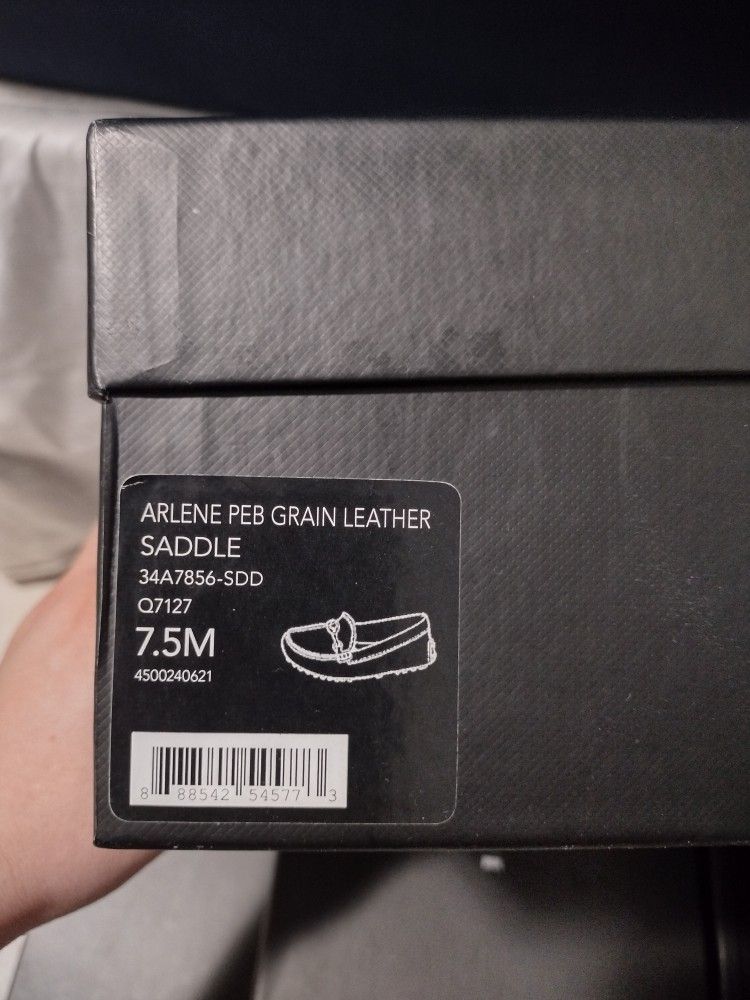 ARLENE PEB GRAIN LEATHER
SADDLE
34A7856-SDD
Q7127
7.5M
4500240621
8 88542 54577 3